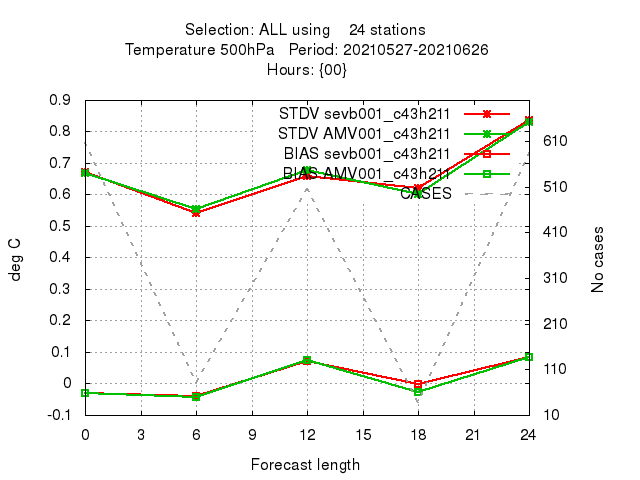 Selection: ALL using    24 stations
Temperature 500hPa   Period: 20210527-20210626
Hours: {00}
STDV sevb001_c43h211
STDV AMV001_c43h211
BIAS sevb001_c43h211
BIAS AMV001_c43h211
CASES
0.9
0.8
0.7
0.6
0.5
0.4
0.3
0.2
0.1
0
-0.1
deg C
610
510
410
310
210
110
10
No cases
0 3 6 9 12 15 18 21 24
Forecast length